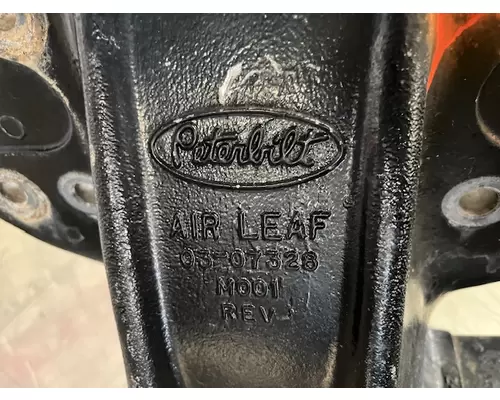 Peterbilt
AIR LEAF
03-07328
M001
REV